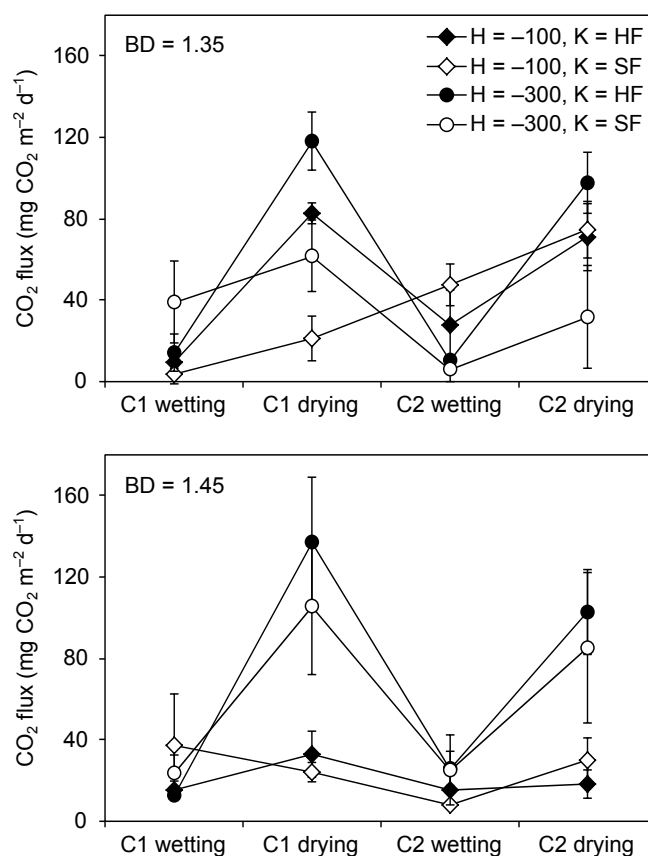 BD = 1.35
H = –100, K = HF
H = –100, K = SF
H = –300, K = HF
H = –300, K = SF
CO₂ flux (mg CO₂ m⁻² d⁻¹)
160
120
80
40
0
C1 wetting C1 drying C2 wetting C2 drying
BD = 1.45
CO₂ flux (mg CO₂ m⁻² d⁻¹)
160
120
80
40
0
C1 wetting C1 drying C2 wetting C2 drying